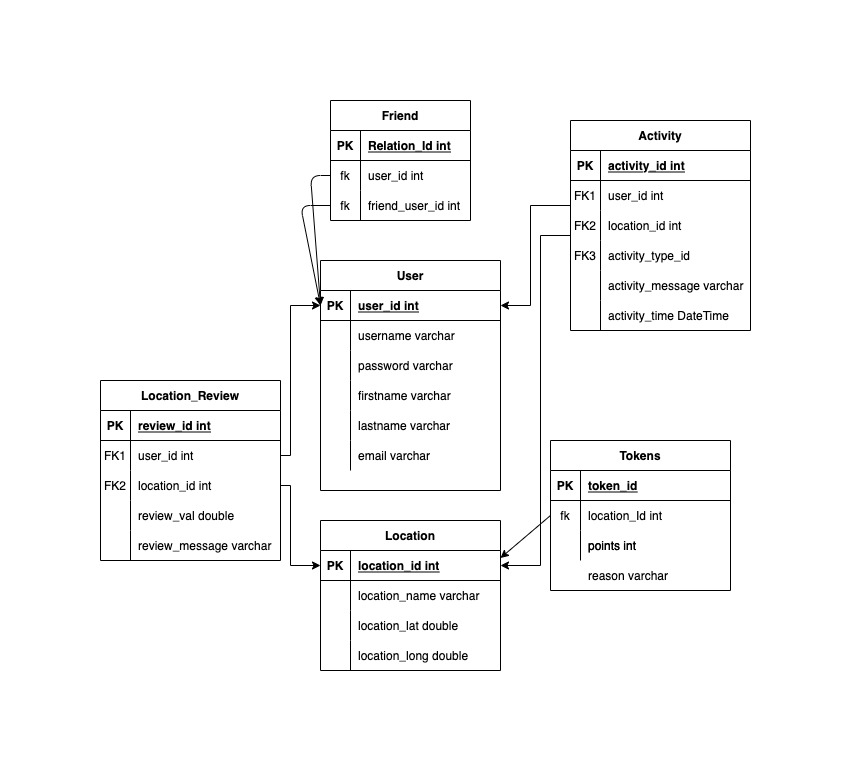 Friend
PK Relation_Id int
fk user_id int
fk friend_user_id int
Activity
PK activity_id int
FK1 user_id int
FK2 location_id int
FK3 activity_type_id
activity_message varchar
activity_time DateTime
User
PK user_id int
username varchar
password varchar
firstname varchar
lastname varchar
email varchar
Location_Review
PK review_id int
FK1 user_id int
FK2 location_id int
review_val double
review_message varchar
Tokens
PK token_id
fk location_Id int
points int
reason varchar
Location
PK location_id int
location_name varchar
location_lat double
location_long double